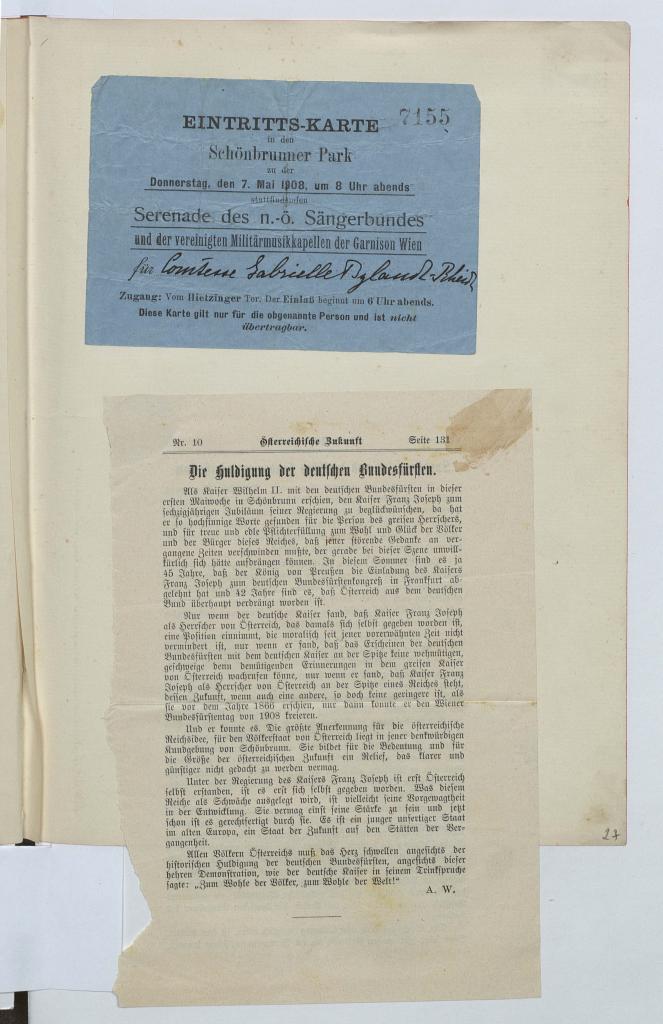 7155
EINTRITTS-KARTE
in den
Schönbrunner Park
zu der
Donnerstag, den 7. Mai 1908, um 8 Uhr abends
stattfindenden
Serenade des n.-ö. Sängerbundes
und der vereinigten Militärmusikkapellen der Garnison Wien
für Comtesse Gabrielle
Zugang: Vom Hietzinger Tor. Der Einlaß beginnt um 6 Uhr abends.
Diese Karte gilt nur für die obgenannte Person und ist nicht
übertragbar.
Nr. 10 Österreichische Zukunft Seite 131
Die Huldigung der deutschen Bundesfürsten.
Als Kaiser Wilhelm II. mit den deutschen Bundesfürsten in dieser
ersten Maiwoche in Schönbrunn erschien, den Kaiser Franz Joseph zum
sechzigjährigen Jubiläum seiner Regierung zu beglückwünschen, da hat
er so hochsinnige Worte gefunden für die Person des greisen Herrschers,
und für treue und edle Pflichterfüllung zum Wohl und Glück der Völker
und der Bürger dieses Reiches, daß jener störende Gedanke an ver-
gangene Zeiten verschwinden mußte, der gerade bei dieser Szene unwill-
kürlich sich hätte aufdrängen können. In diesem Sommer sind es ja
45 Jahre, daß der König von Preußen die Einladung des Kaisers
Franz Joseph zum deutschen Bundesfürstenkongreß in Frankfurt ab-
gelehnt hat und 42 Jahre sind es, daß Österreich aus dem deutschen
Bund überhaupt verdrängt worden ist.
Nur wenn der deutsche Kaiser fand, daß Kaiser Franz Joseph
als Herrscher von Österreich, das damals sich selbst gegeben worden ist,
eine Position einnimmt, die moralisch seit jener vorerwähnten Zeit nicht
vermindert ist, nur wenn er fand, daß das Erscheinen der deutschen
Bundesfürsten mit dem deutschen Kaiser an der Spitze keine wehmütigen,
geschweige denn demütigenden Erinnerungen in dem greisen Kaiser
von Österreich wachrufen könne, nur wenn er fand, daß Kaiser Franz
Joseph als Herrscher von Österreich an der Spitze eines Reiches steht,
dessen Zukunft, wenn auch eine andere, so doch keine geringere ist, als
sie vor dem Jahre 1866 erschien, nur dann konnte er den Wiener
Bundesfürstentag von 1908 kreieren.
Und er konnte es. Die größte Anerkennung für die österreichische
Reichsidee, für den Völkerstaat von Österreich liegt in jener denkwürdigen
Kundgebung von Schönbrunn. Sie bildet für die Bedeutung und für
die Größe der österreichischen Zukunft ein Relief, das klarer und
günstiger nicht gedacht zu werden vermag.
Unter der Regierung des Kaisers Franz Joseph ist erst Österreich
selbst erstanden, ist es erst sich selbst gegeben worden. Was diesem
Reiche als Schwäche ausgelegt wird, ist vielleicht seine Vorgewagtheit
in der Entwicklung. Sie vermag einst seine Stärke zu sein und jetzt
schon ist es gerechtfertigt durch sie. Es ist ein junger unfertiger Staat
im alten Europa, ein Staat der Zukunft auf den Stätten der Ver-
gangenheit.
Allen Völkern Österreichs muß das Herz schwellen angesichts der
historischen Huldigung der deutschen Bundesfürsten, angesichts dieser
hehren Demonstration, wie der deutsche Kaiser in seinem Trinkspruche
sagte: „Zum Wohle der Völker, zum Wohle der Welt!"
A. W.
27